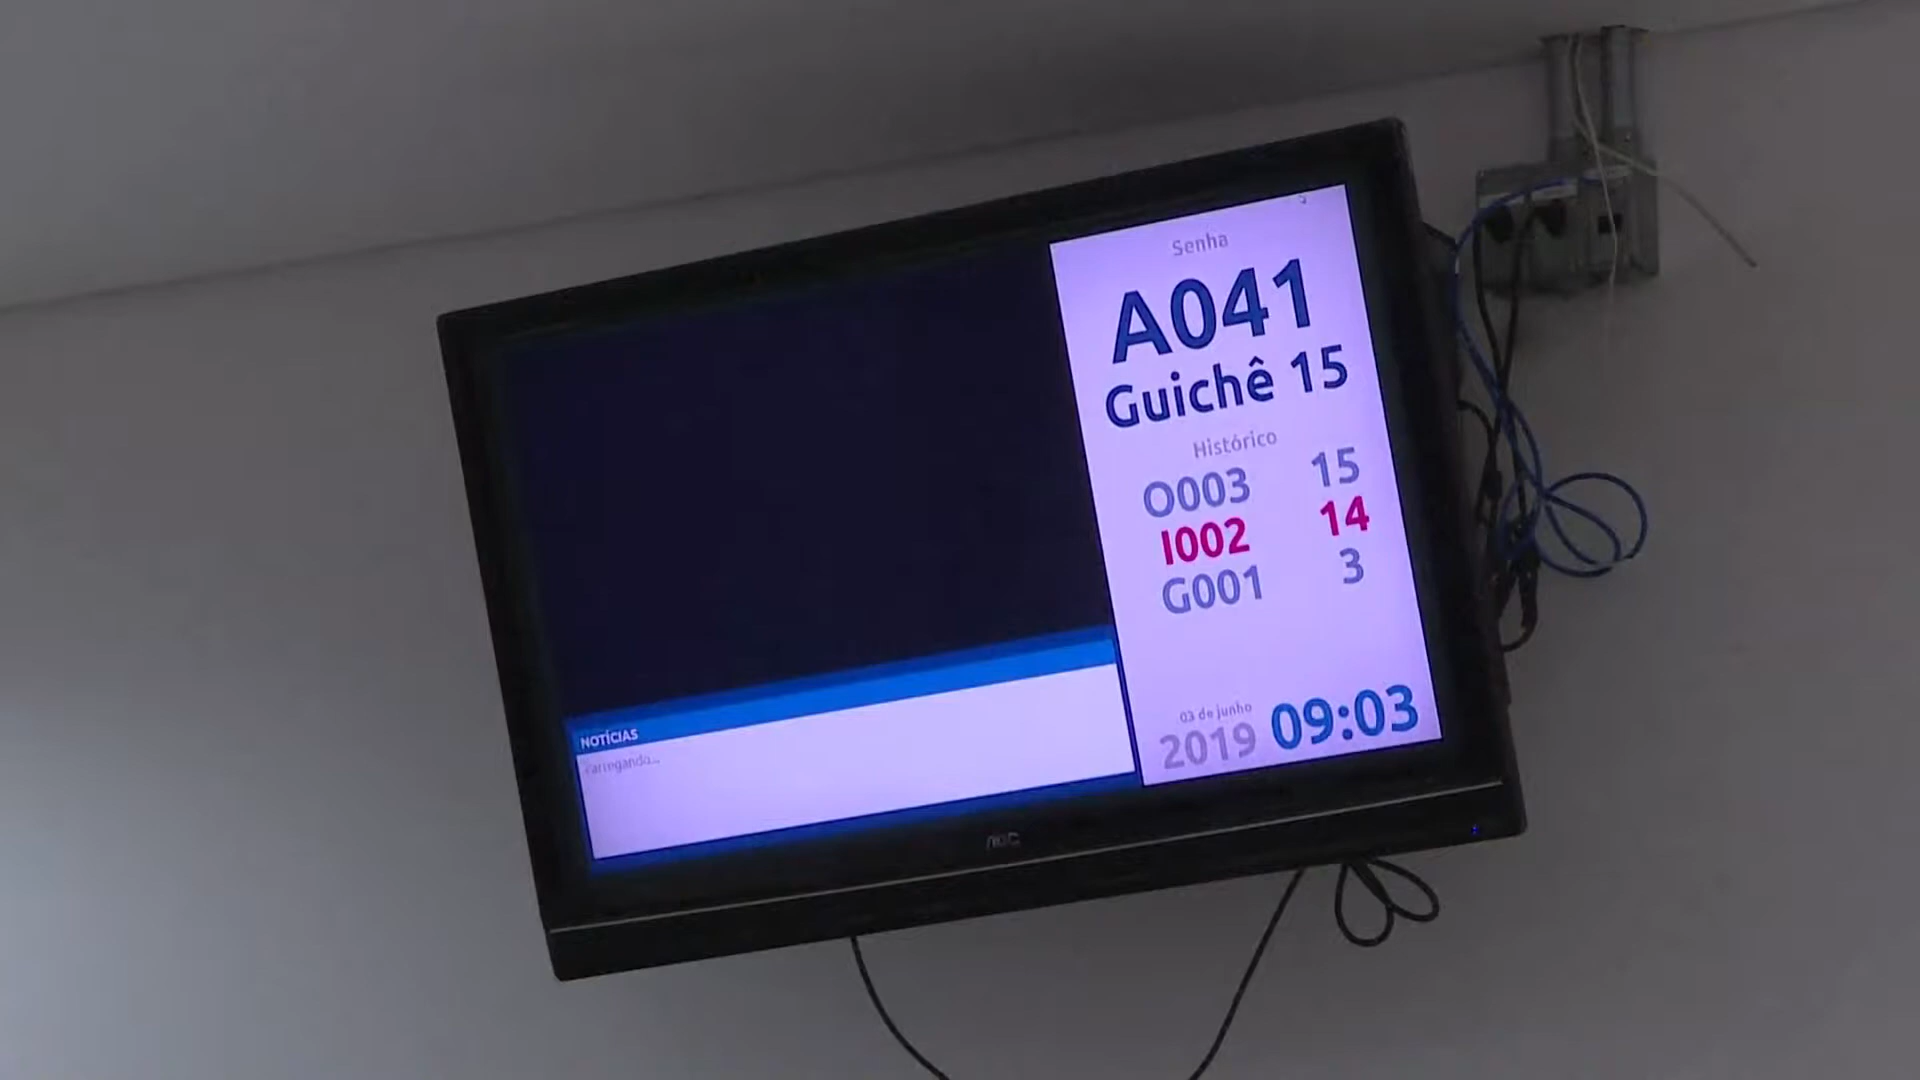 Senha
A041
Guichê 15
Histórico
O003 15
I002 14
G001 3
03 de junho
2019 09:03
NOTÍCIAS
Carregando...
AOC